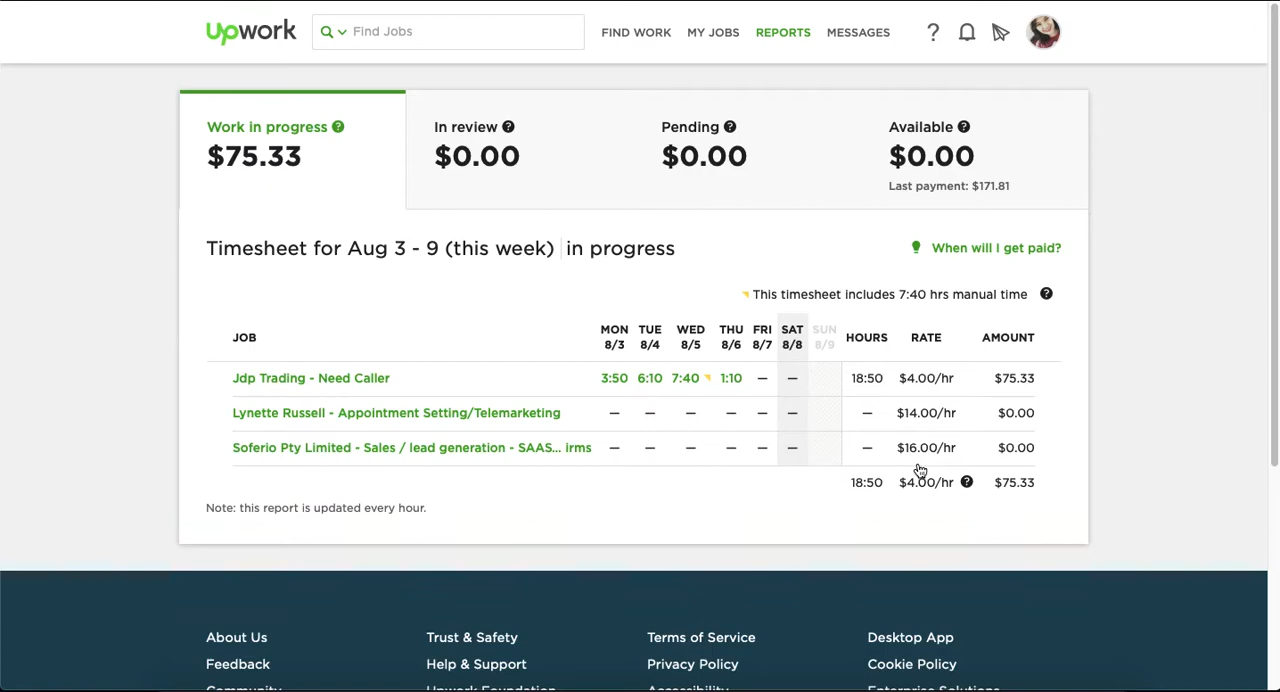 Upwork Find Jobs FIND WORK MY JOBS REPORTS MESSAGES ?
Work in progress ? In review ? Pending ? Available ?
$75.33 $0.00 $0.00 $0.00
Last payment: $171.81
Timesheet for Aug 3 - 9 (this week) in progress When will I get paid?
This timesheet includes 7:40 hrs manual time ?
JOB MON 8/3 TUE 8/4 WED 8/5 THU 8/6 FRI 8/7 SAT 8/8 SUN 8/9 HOURS RATE AMOUNT
Jdp Trading - Need Caller 3:50 6:10 7:40 1:10 – – 18:50 $4.00/hr $75.33
Lynette Russell - Appointment Setting/Telemarketing – – – – – – – $14.00/hr $0.00
Soferio Pty Limited - Sales / lead generation - SAAS... irms – – – – – – – $16.00/hr $0.00
18:50 $4.00/hr ? $75.33
Note: this report is updated every hour.
About Us Trust & Safety Terms of Service Desktop App
Feedback Help & Support Privacy Policy Cookie Policy
Community Upwork Foundation Accessibility Enterprise Solutions